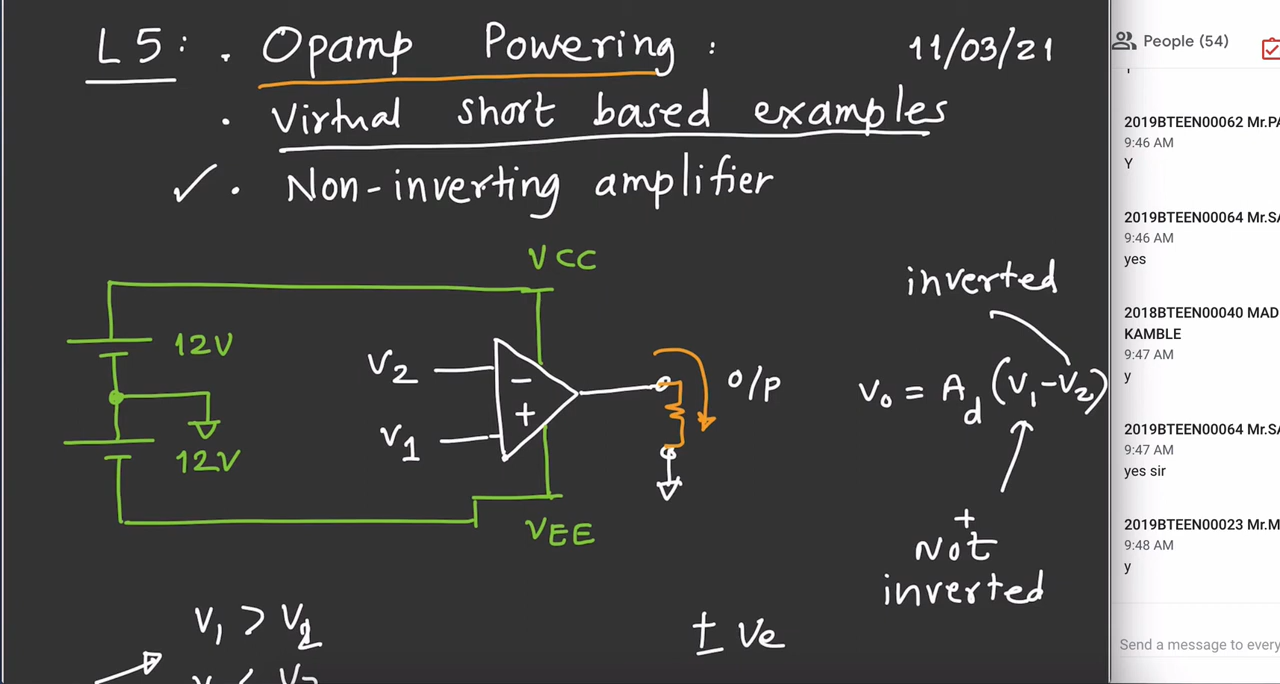 L5: . Opamp Powering : 11/03/21
. Virtual short based examples
✓ . Non-inverting amplifier
VCC
12V
12V
V2
V1
−
+
o/p
VEE
inverted
Vo = Ad (V1-V2)
+
Not
inverted
V1 > V2
± ve
People (54)
2019BTEEN00062 Mr.PA
9:46 AM
Y
2019BTEEN00064 Mr.SA
9:46 AM
yes
2018BTEEN00040 MAD
KAMBLE
9:47 AM
y
2019BTEEN00064 Mr.SA
9:47 AM
yes sir
2019BTEEN00023 Mr.M
9:48 AM
y
Send a message to every